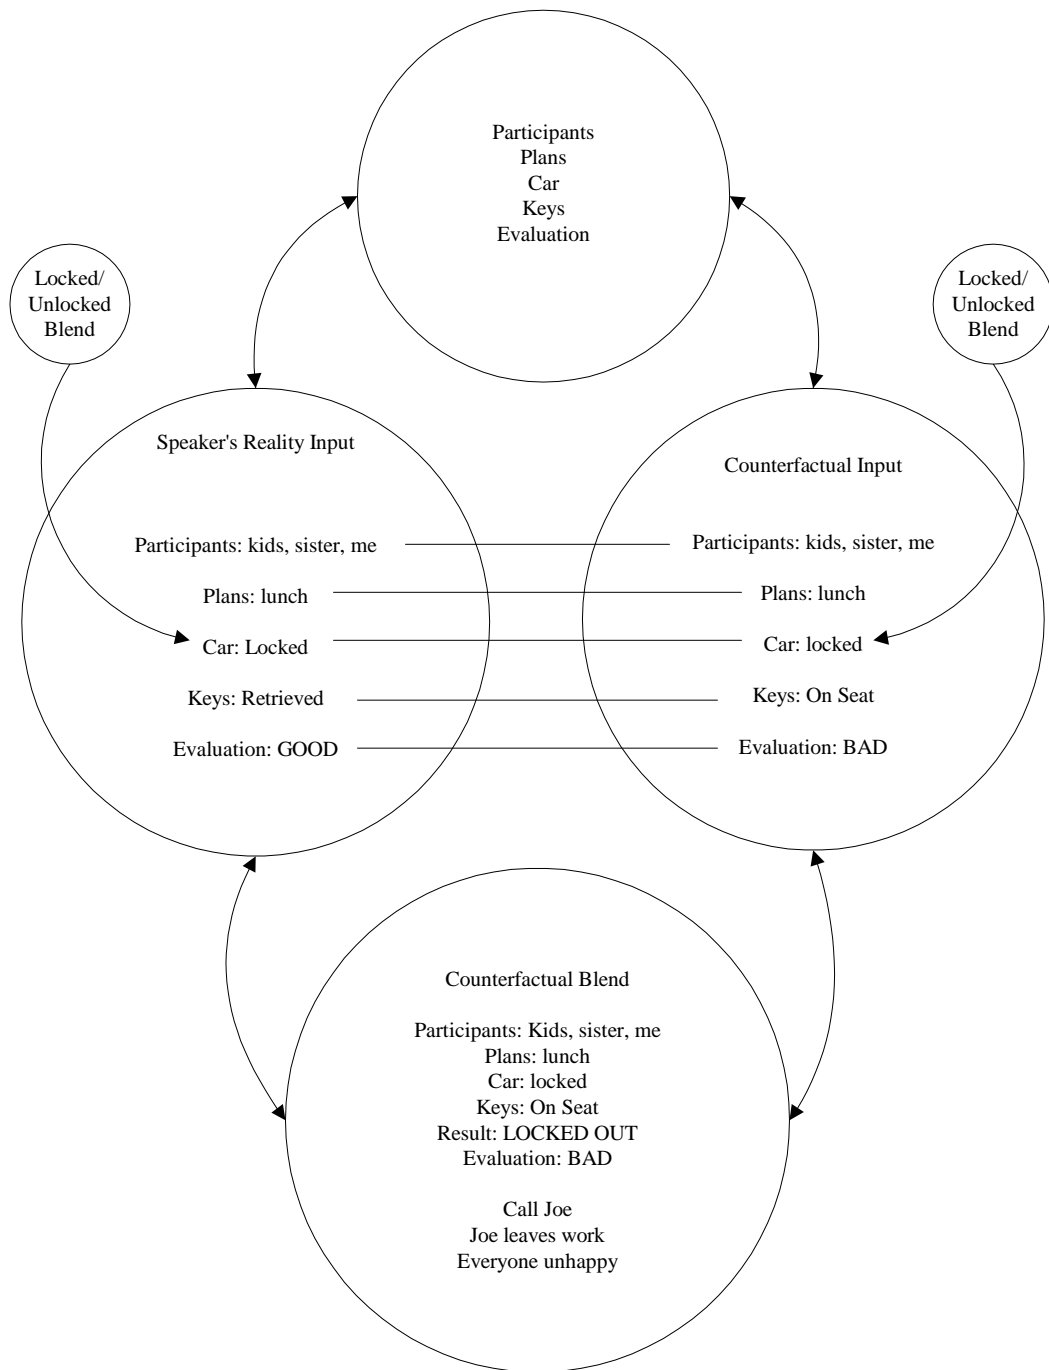 Participants
Plans
Car
Keys
Evaluation
Locked/
Unlocked
Blend
Locked/
Unlocked
Blend
Speaker's Reality Input
Participants: kids, sister, me
Plans: lunch
Car: Locked
Keys: Retrieved
Evaluation: GOOD
Counterfactual Input
Participants: kids, sister, me
Plans: lunch
Car: locked
Keys: On Seat
Evaluation: BAD
Counterfactual Blend
Participants: Kids, sister, me
Plans: lunch
Car: locked
Keys: On Seat
Result: LOCKED OUT
Evaluation: BAD
Call Joe
Joe leaves work
Everyone unhappy